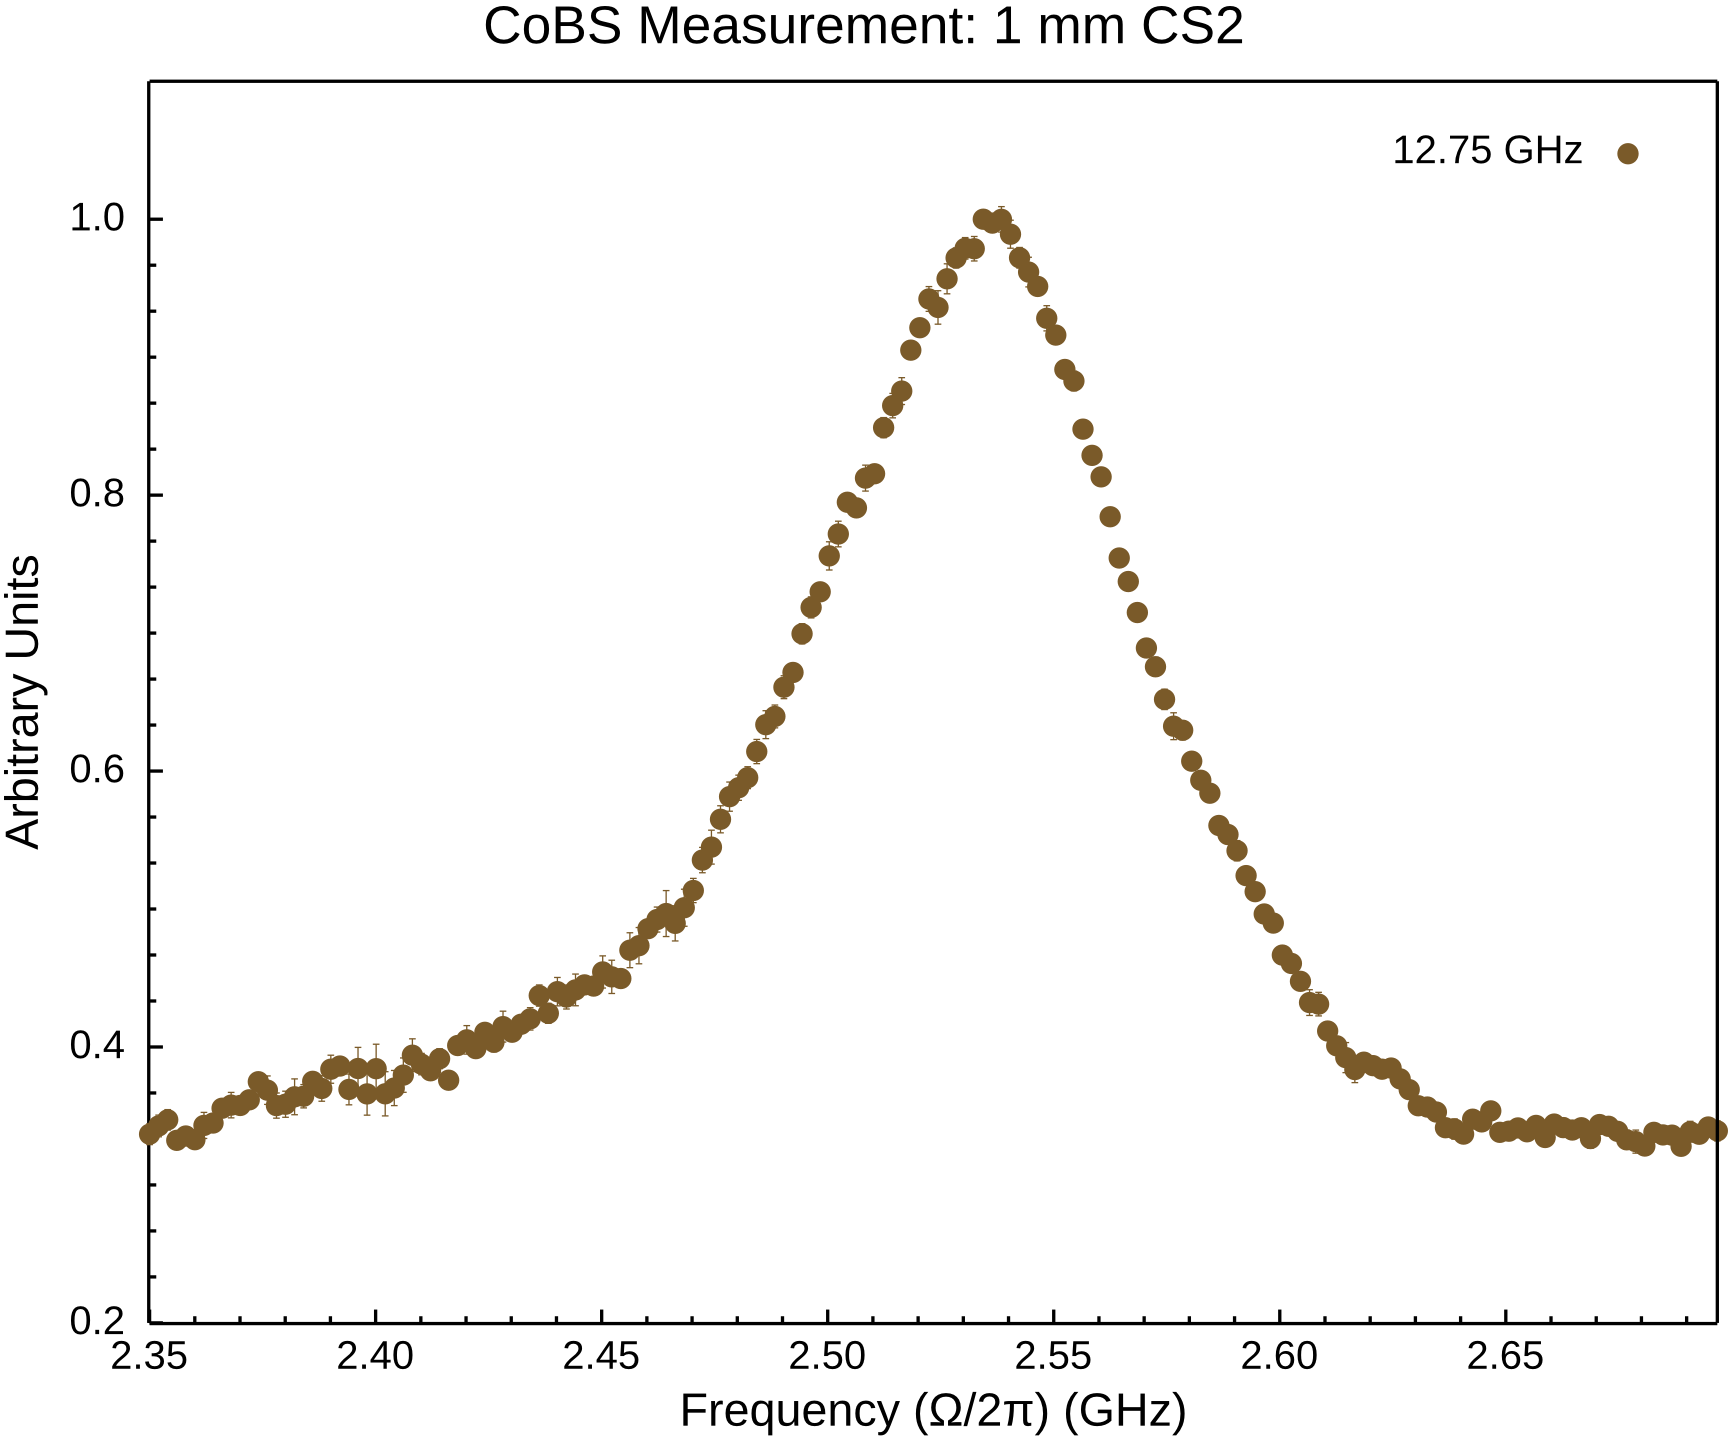 CoBS Measurement: 1 mm CS2
12.75 GHz
1.0
0.8
0.6
0.4
0.2
Arbitrary Units
2.35 2.40 2.45 2.50 2.55 2.60 2.65
Frequency (Ω/2π) (GHz)